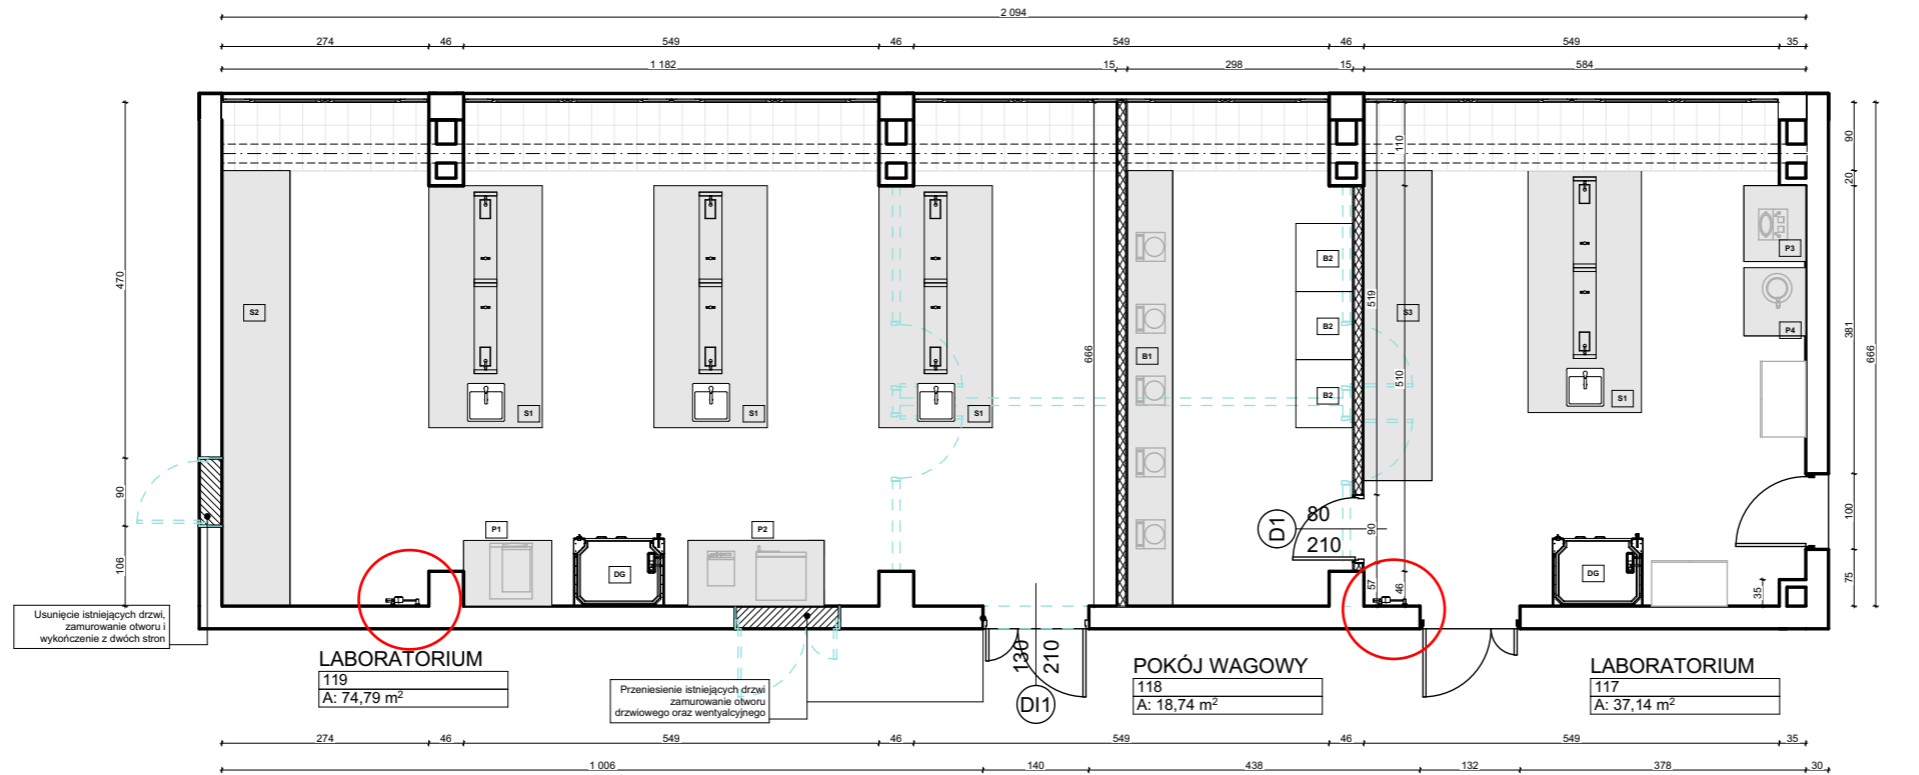 2 094
274 46 549 46 549 46 549 35
1 182 15 298 15 584
470
90
106
666
110
519
510
90
57
46
35
90
20
381
100
75
666
S2
S1
S1
S1
B1
B2
B2
B2
S3
S1
P3
P4
P1
DG
P2
DG
D1
80
210
130
210
DI1
Usunięcie istniejących drzwi,
zamurowanie otworu i
wykończenie z dwóch stron
LABORATORIUM
119
A: 74,79 m²
Przeniesienie istniejących drzwi
zamurowanie otworu
drzwiowego oraz wentyalcyjnego
POKÓJ WAGOWY
118
A: 18,74 m²
LABORATORIUM
117
A: 37,14 m²
274 46 549 46 549 46 549 35
1 006 140 438 132 378 30